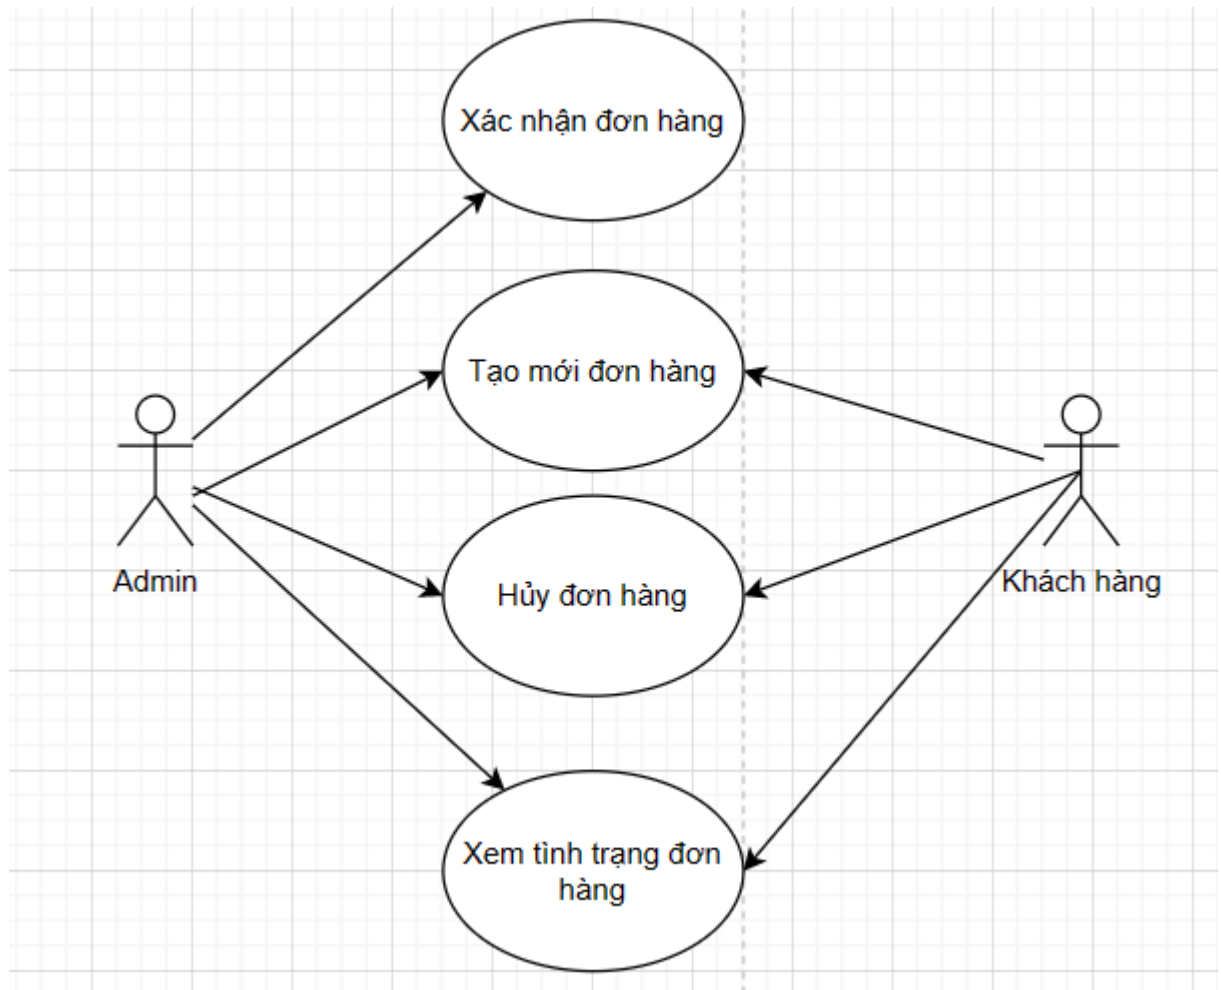 Xác nhận đơn hàng
Tạo mới đơn hàng
Admin
Khách hàng
Hủy đơn hàng
Xem tình trạng đơn
hàng